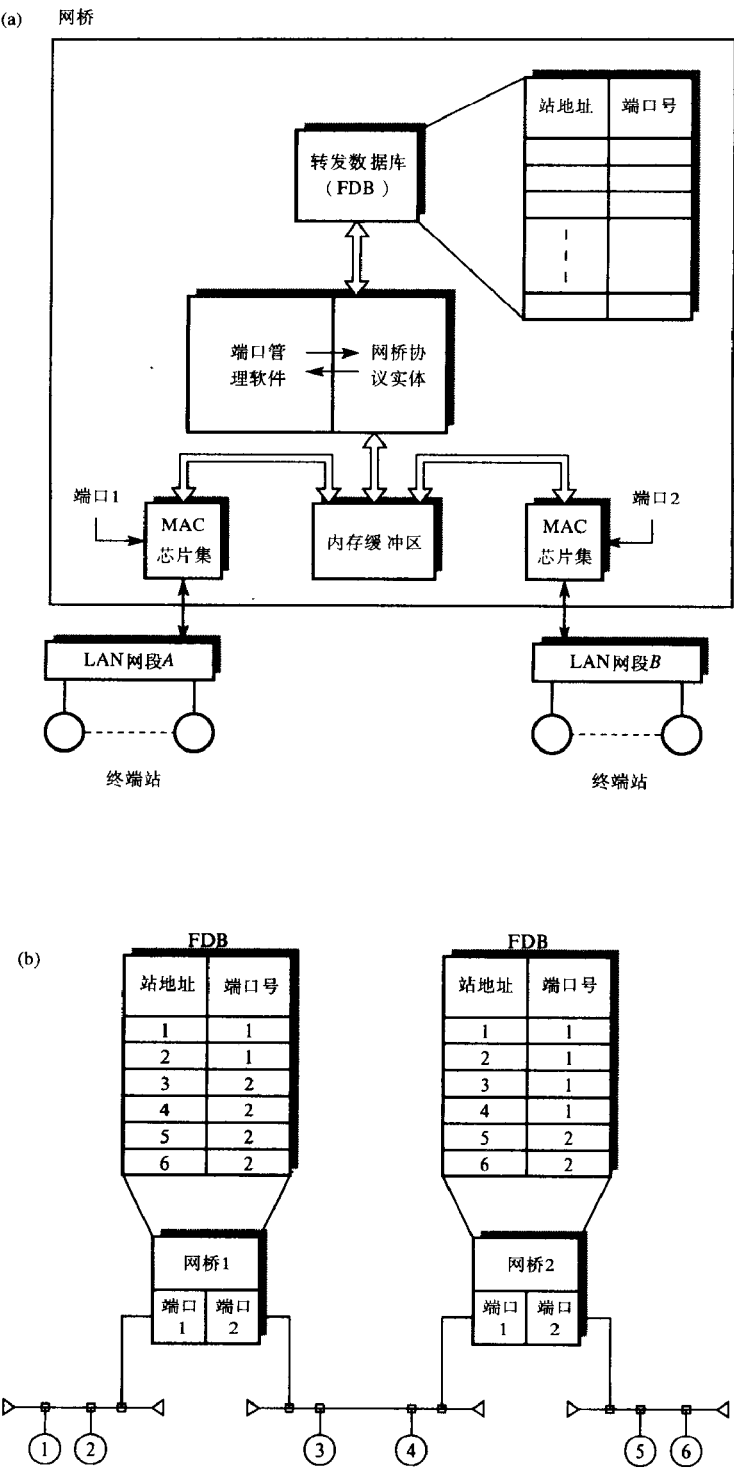 (a) 网桥
站地址 端口号
转发数据库
(FDB)
端口管
理软件
网桥协
议实体
端口1
MAC
芯片集
内存缓冲区
MAC
芯片集
端口2
LAN网段A
LAN网段B
终端站
终端站
(b)
FDB
站地址 端口号
1 1
2 1
3 2
4 2
5 2
6 2
网桥1
端口
1
端口
2
FDB
站地址 端口号
1 1
2 1
3 1
4 1
5 2
6 2
网桥2
端口
1
端口
2
1 2 3 4 5 6